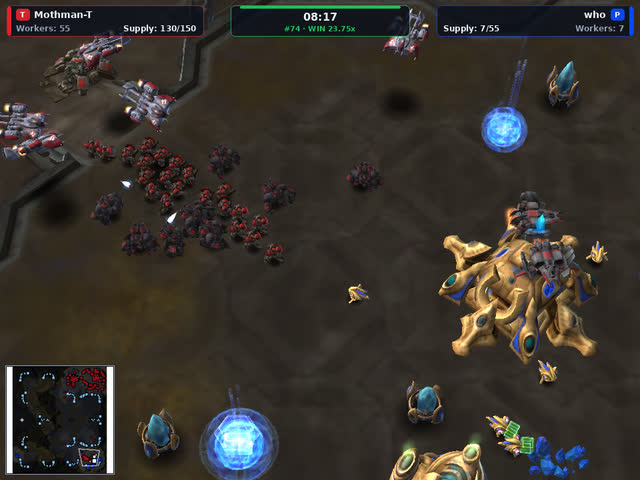 T Mothman-T
Workers: 55 Supply: 130/150
08:17
#74 - WIN 23.75x
who P
Supply: 7/55 Workers: 7